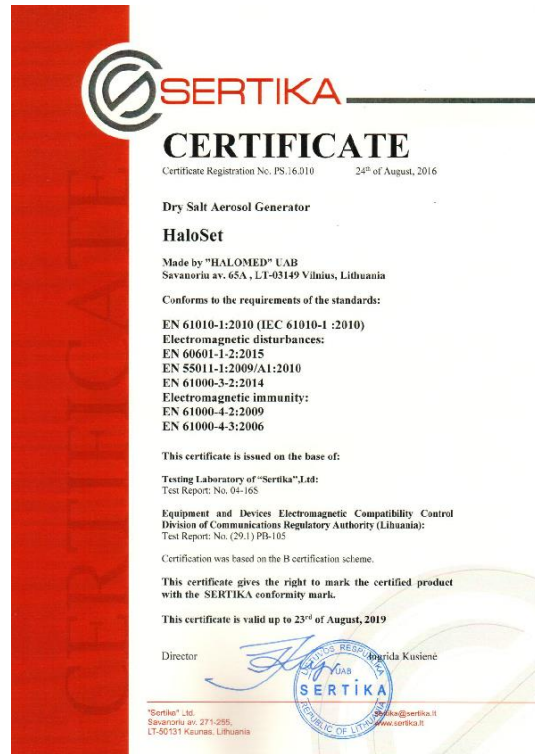 SERTIKA
CERTIFICATE
CERTIFICATE
Certificate Registration No. PS.16.010 24th of August, 2016
Dry Salt Aerosol Generator
HaloSet
Made by "HALOMED" UAB
Savanoriu av. 65A , LT-03149 Vilnius, Lithuania
Conforms to the requirements of the standards:
EN 61010-1:2010 (IEC 61010-1 :2010)
Electromagnetic disturbances:
EN 60601-1-2:2015
EN 55011-1:2009/A1:2010
EN 61000-3-2:2014
Electromagnetic immunity:
EN 61000-4-2:2009
EN 61000-4-3:2006
This certificate is issued on the base of:
Testing Laboratory of "Sertika",Ltd:
Test Report: No. 04-16S
Equipment and Devices Electromagnetic Compatibility Control
Division of Communications Regulatory Authority (Lihuania):
Test Report: No. (29.1) PB-105
Certification was based on the B certification scheme.
This certificate gives the right to mark the certified product
with the SERTIKA conformity mark.
This certificate is valid up to 23rd of August, 2019
Director Ingrida Kusienė
UAB
SERTIKA
REPUBLIC OF
"Sertika" Ltd.
Savanoriu av. 271-255,
LT-50131 Kaunas, Lithuania
sertika@sertika.lt
www.sertika.lt